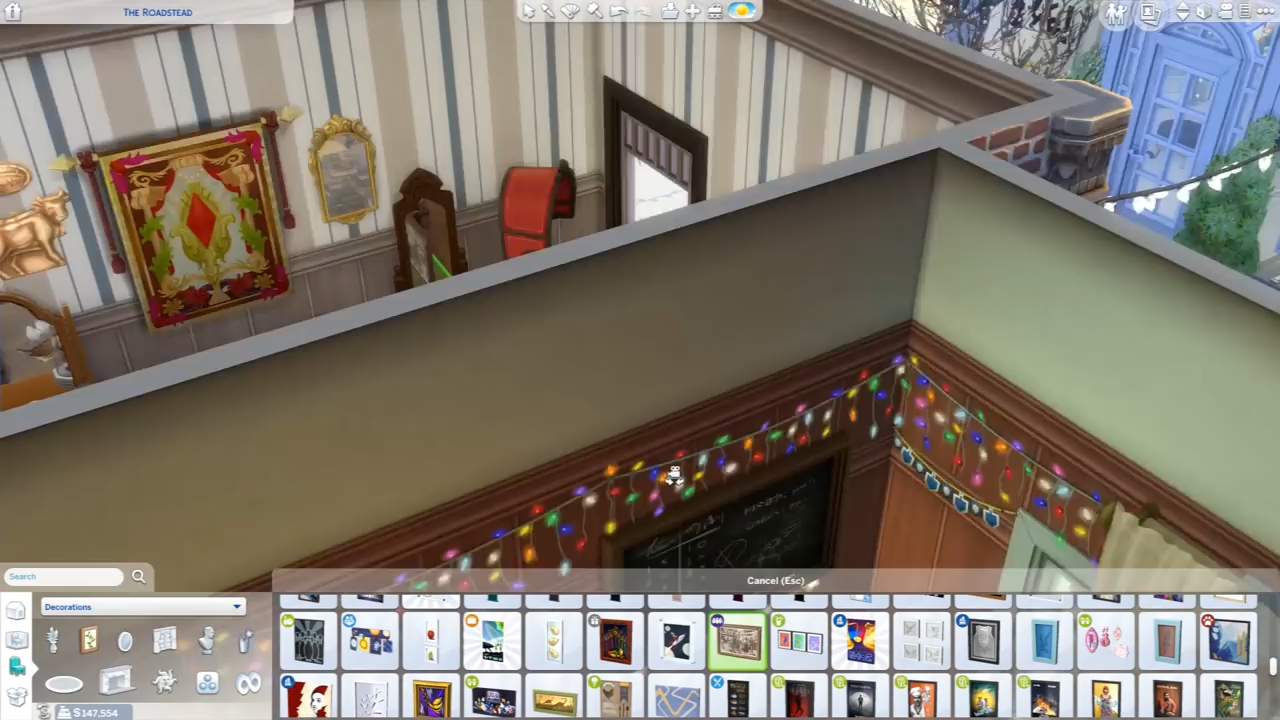 THE ROADSTEAD
Search
Cancel (Esc)
Decorations
§147,554